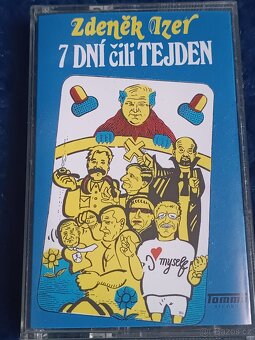 Zdeněk Izer
7 DNÍ čili TEJDEN
I ♥ myself
Tommü